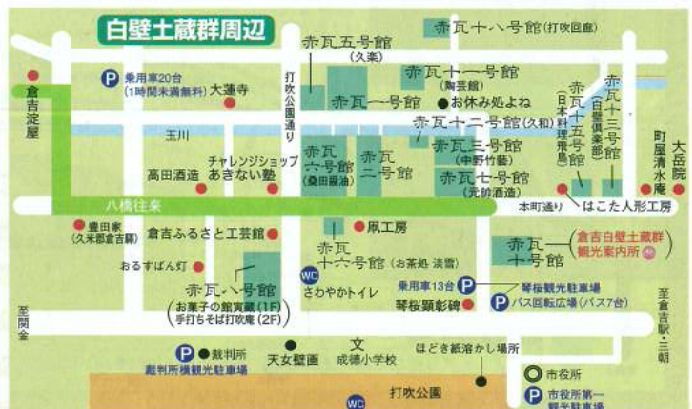 白壁土蔵群周辺
赤瓦十八号館(打吹回廊)
赤瓦五号館
(久楽)
赤瓦十一号館
(陶芸館)
お休み処よね
赤瓦一号館
P
乗用車20台
(1時間未満無料)
大蓮寺
倉吉淀屋
打吹公園通り
玉川
赤瓦十二号館(久和)
赤瓦十三号館
(白壁倶楽部)
赤瓦十五号館
(日本料理飛鳥)
赤瓦三号館
(中野竹藝)
赤瓦七号館
(元帥酒造)
赤瓦
二号館
赤瓦
六号館
(桑田醤油)
チャレンジショップ
あきない塾
高田酒造
八橋往来
本町通り
はこた人形工房
町屋清水庵
大岳院
豊田家
(久米郡倉吉驛)
倉吉ふるさと工芸館
凧工房
赤瓦
十六号館
(お茶処 淡雪)
赤瓦
十号館
(倉吉白壁土蔵群
観光案内所)
おるすばん灯
赤瓦八号館
(お菓子の館寅蔵(1F)
手打ちそば打吹庵(2F))
WC
さわやかトイレ
乗用車13台
P
琴桜観光駐車場
琴桜顕彰碑
P
バス回転広場(バス7台)
至関金
至倉吉駅・三朝
P
裁判所
裁判所横観光駐車場
天女壁画
文
成徳小学校
ほどき紙溶かし場所
打吹公園
WC
市役所
P
市役所第一
観光駐車場